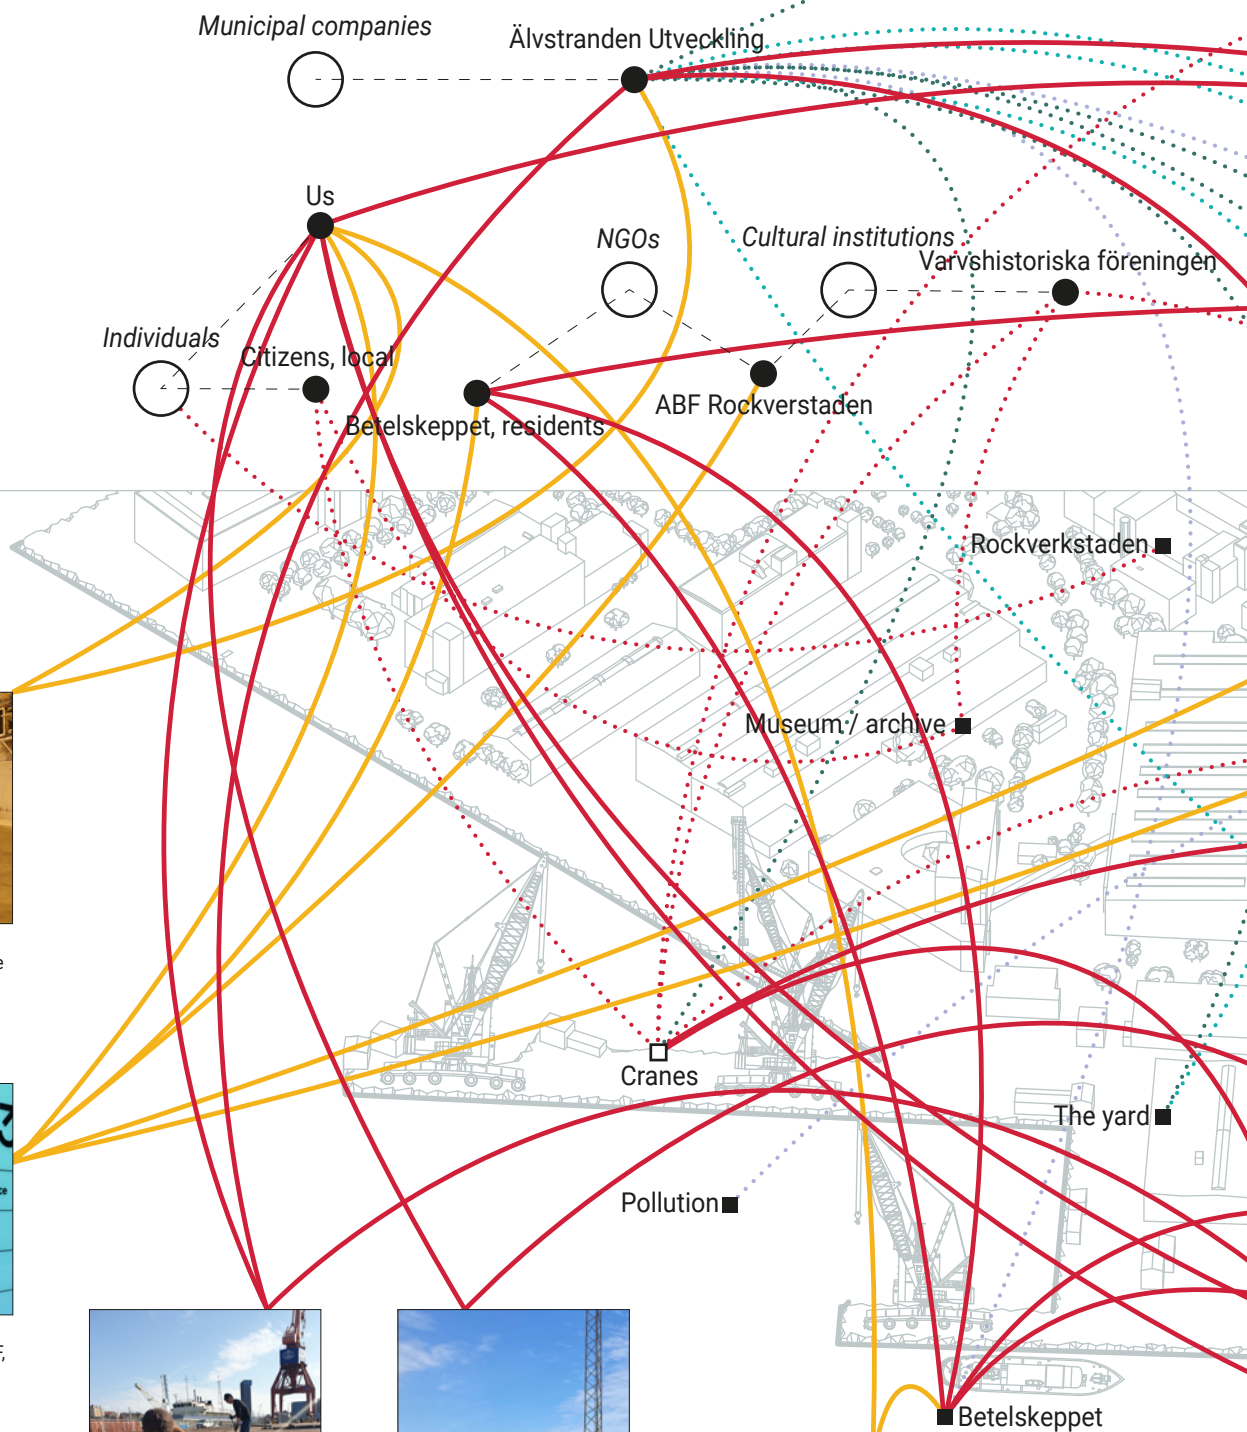 Municipal companies
Älvstranden Utveckling
Us
NGOs
Cultural institutions
Varvshistoriska föreningen
Individuals
Citizens, local
ABF Rockverstaden
Betelskeppet, residents
Rockverkstaden
Museum / archive
Cranes
The yard
Pollution
Betelskeppet